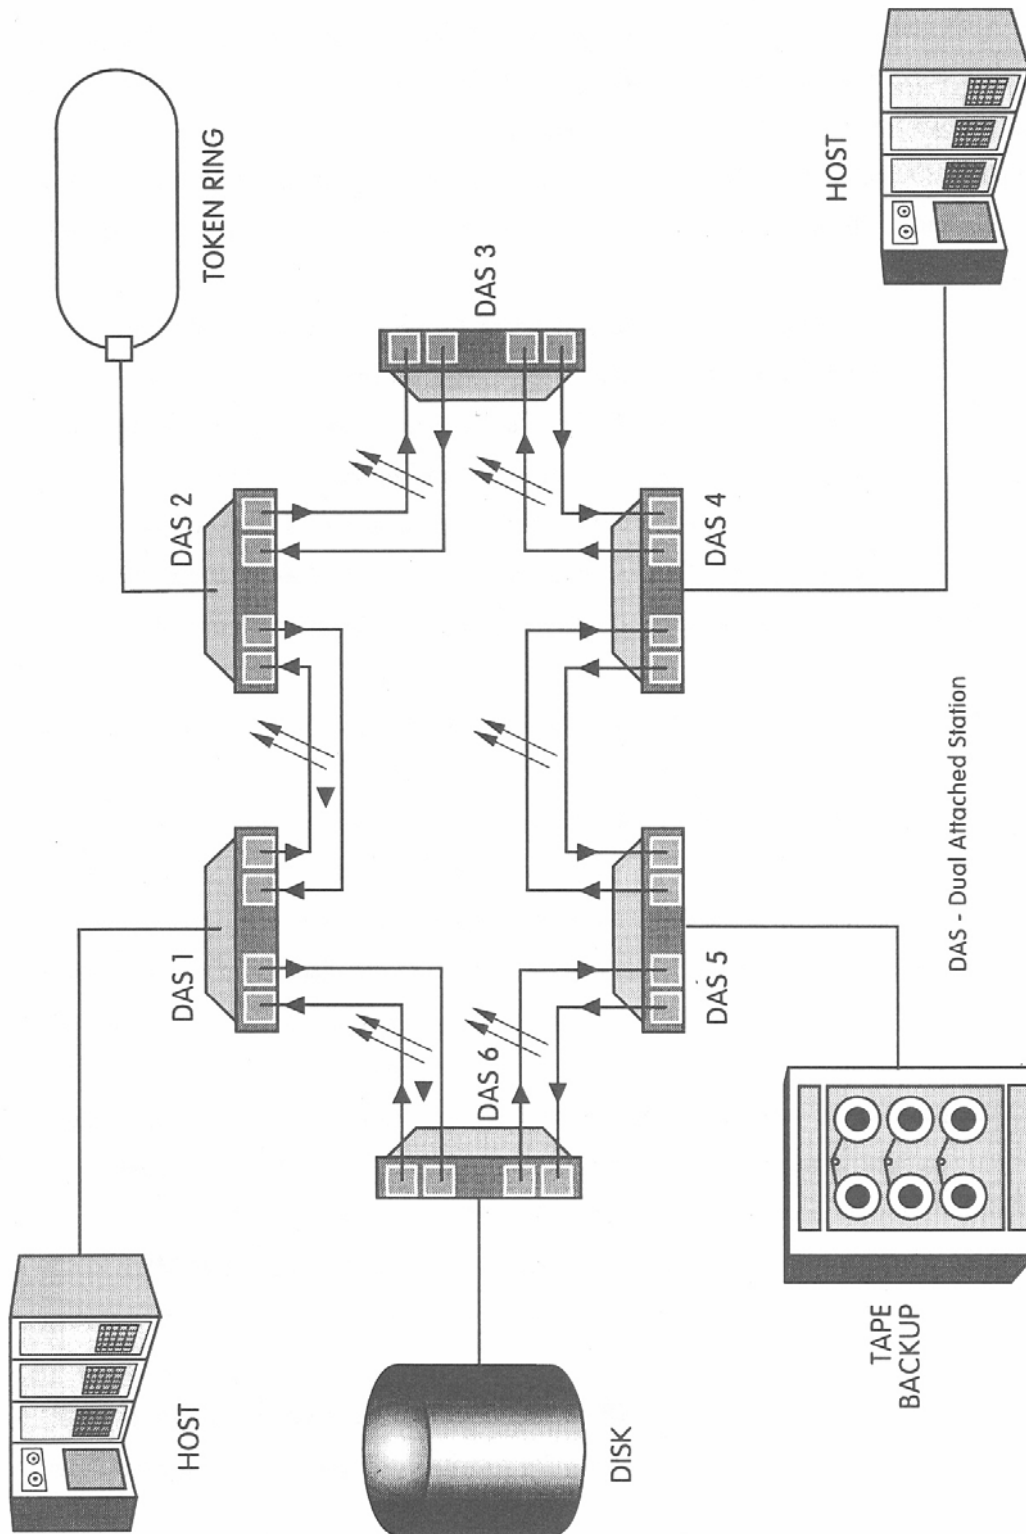 HOST
DAS 1
DAS 2
TOKEN RING
DISK
DAS 6
DAS 3
TAPE
BACKUP
DAS 5
DAS 4
HOST
DAS - Dual Attached Station